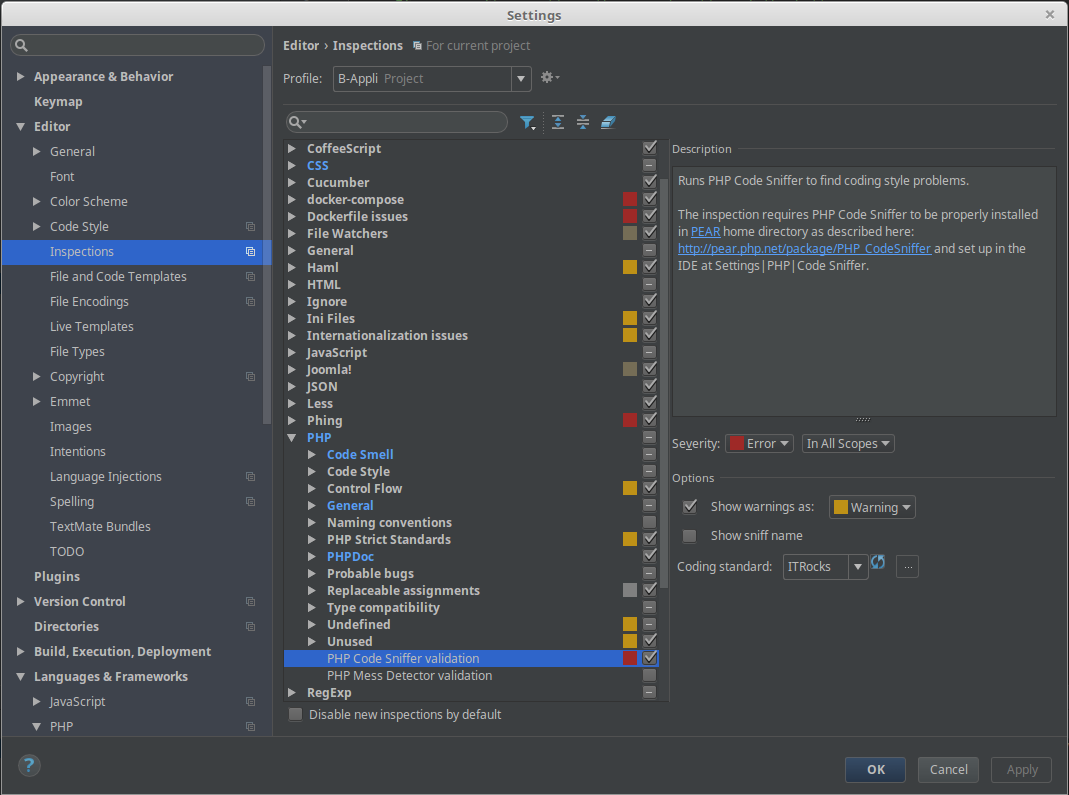 Settings
Appearance & Behavior
Keymap
Editor
General
Font
Color Scheme
Code Style
Inspections
File and Code Templates
File Encodings
Live Templates
File Types
Copyright
Emmet
Images
Intentions
Language Injections
Spelling
TextMate Bundles
TODO
Plugins
Version Control
Directories
Build, Execution, Deployment
Languages & Frameworks
JavaScript
PHP
Editor › Inspections For current project
Profile: B-Appli Project
CoffeeScript
CSS
Cucumber
docker-compose
Dockerfile issues
File Watchers
General
Haml
HTML
Ignore
Ini Files
Internationalization issues
JavaScript
Joomla!
JSON
Less
Phing
PHP
Code Smell
Code Style
Control Flow
General
Naming conventions
PHP Strict Standards
PHPDoc
Probable bugs
Replaceable assignments
Type compatibility
Undefined
Unused
PHP Code Sniffer validation
PHP Mess Detector validation
RegExp
Disable new inspections by default
Description
Runs PHP Code Sniffer to find coding style problems.
The inspection requires PHP Code Sniffer to be properly installed
in PEAR home directory as described here:
http://pear.php.net/package/PHP_CodeSniffer and set up in the
IDE at Settings|PHP|Code Sniffer.
Severity: Error In All Scopes
Options
Show warnings as: Warning
Show sniff name
Coding standard: ITRocks ...
? OK Cancel Apply